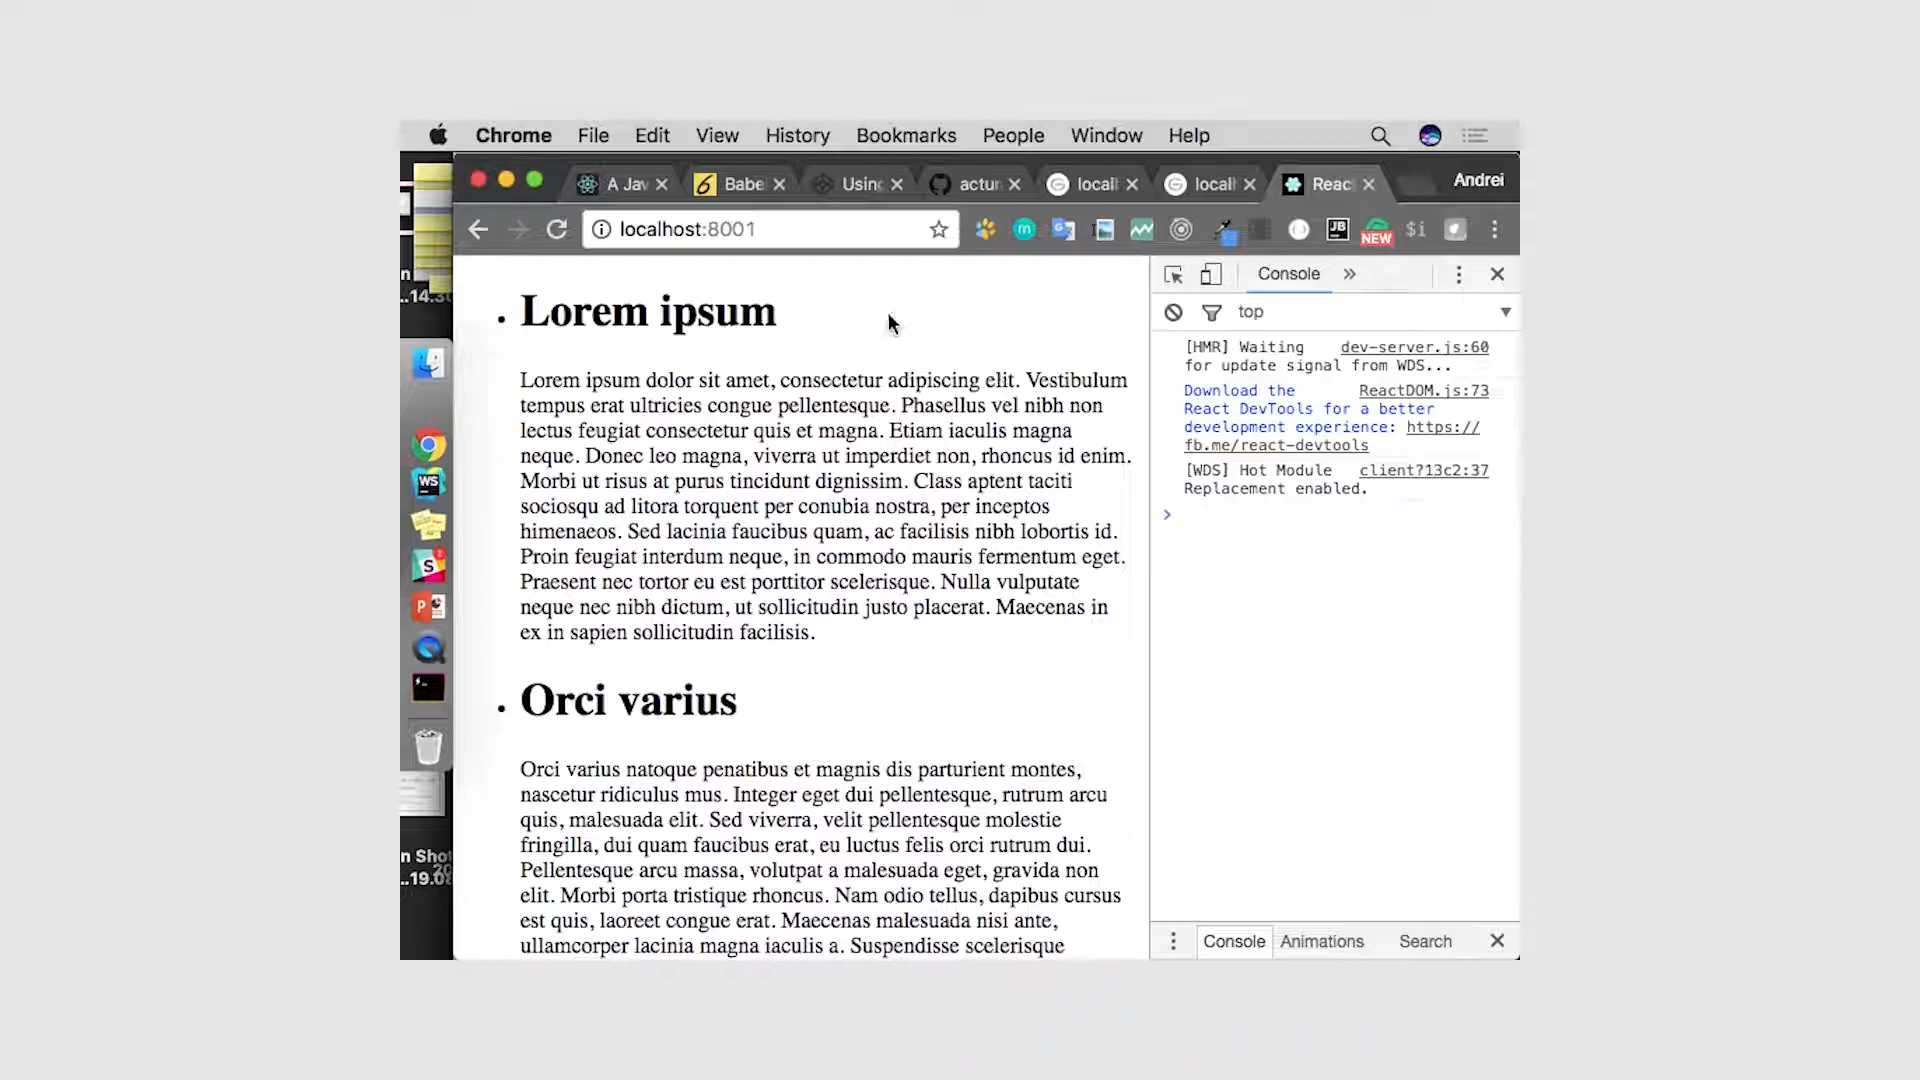 Chrome File Edit View History Bookmarks People Window Help
A Jav Babe Using actur locall locall Reac Andrei
localhost:8001
NEW
Console
top
Lorem ipsum
Lorem ipsum dolor sit amet, consectetur adipiscing elit. Vestibulum
tempus erat ultricies congue pellentesque. Phasellus vel nibh non
lectus feugiat consectetur quis et magna. Etiam iaculis magna
neque. Donec leo magna, viverra ut imperdiet non, rhoncus id enim.
Morbi ut risus at purus tincidunt dignissim. Class aptent taciti
sociosqu ad litora torquent per conubia nostra, per inceptos
himenaeos. Sed lacinia faucibus quam, ac facilisis nibh lobortis id.
Proin feugiat interdum neque, in commodo mauris fermentum eget.
Praesent nec tortor eu est porttitor scelerisque. Nulla vulputate
neque nec nibh dictum, ut sollicitudin justo placerat. Maecenas in
ex in sapien sollicitudin facilisis.
Orci varius
Orci varius natoque penatibus et magnis dis parturient montes,
nascetur ridiculus mus. Integer eget dui pellentesque, rutrum arcu
quis, malesuada elit. Sed viverra, velit pellentesque molestie
fringilla, dui quam faucibus erat, eu luctus felis orci rutrum dui.
Pellentesque arcu massa, volutpat a malesuada eget, gravida non
elit. Morbi porta tristique rhoncus. Nam odio tellus, dapibus cursus
est quis, laoreet congue erat. Maecenas malesuada nisi ante,
ullamcorper lacinia magna iaculis a. Suspendisse scelerisque
[HMR] Waiting dev-server.js:60
for update signal from WDS...
Download the ReactDOM.js:73
React DevTools for a better
development experience: https://
fb.me/react-devtools
[WDS] Hot Module client?13c2:37
Replacement enabled.
Console Animations Search